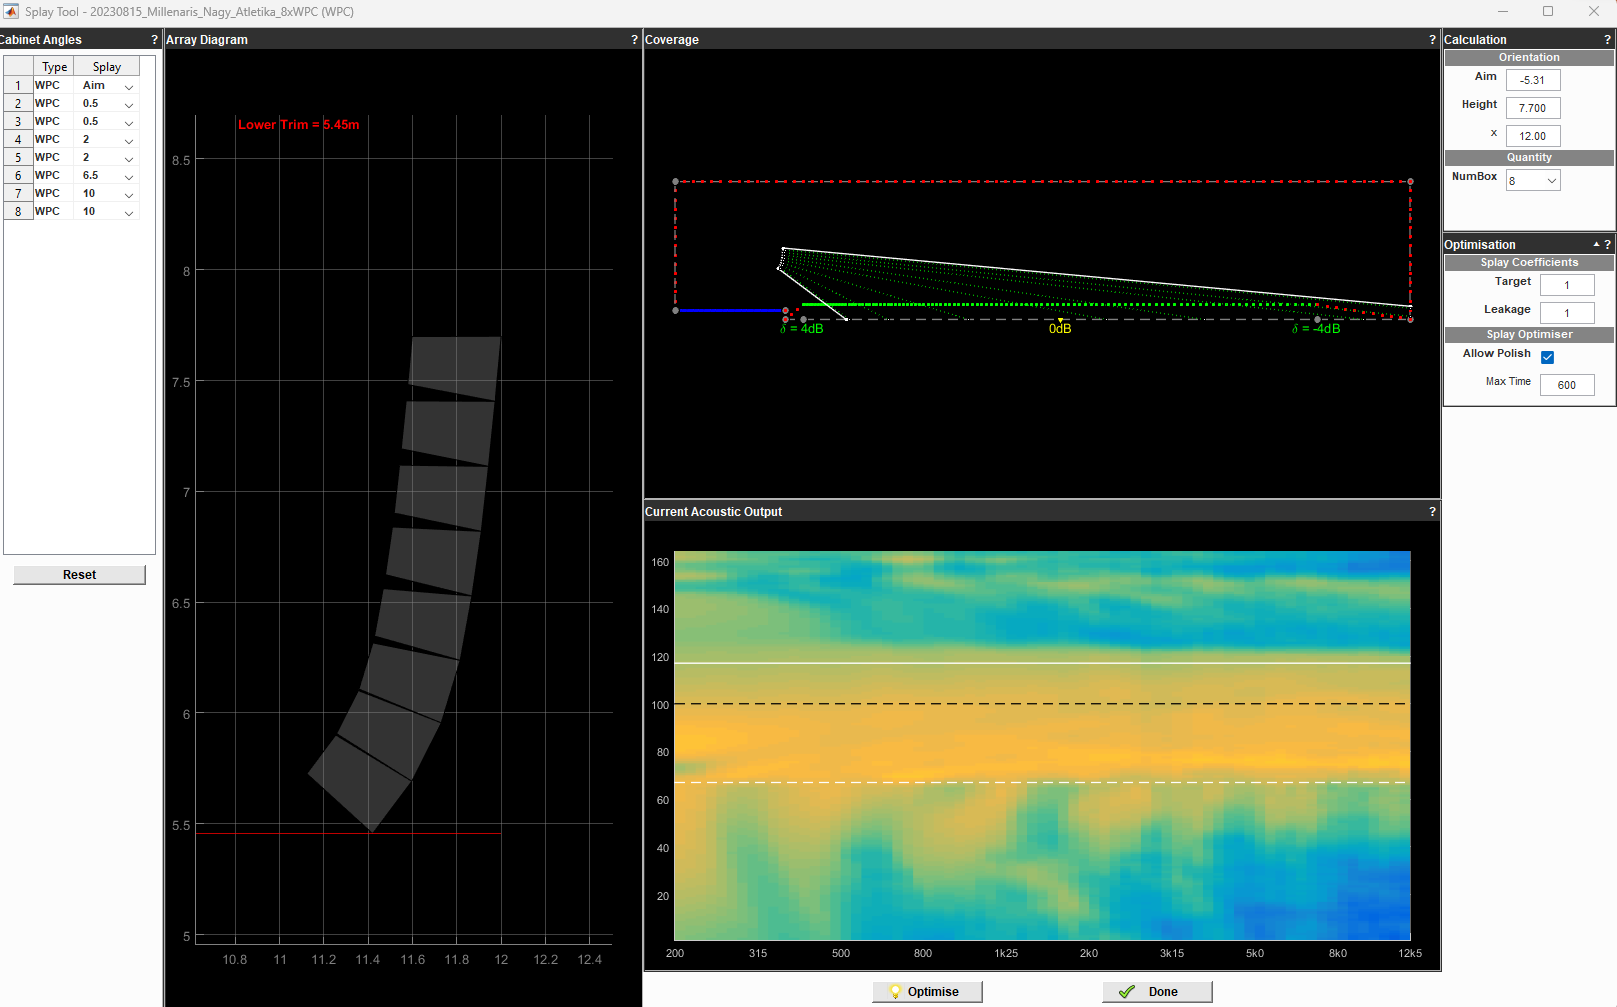 Splay Tool - 20230815_Millenaris_Nagy_Atletika_8xWPC (WPC)
Cabinet Angles ?
Type Splay
1 WPC Aim
2 WPC 0.5
3 WPC 0.5
4 WPC 2
5 WPC 2
6 WPC 6.5
7 WPC 10
8 WPC 10
Reset
Array Diagram ?
Lower Trim = 5.45m
8.5
8
7.5
7
6.5
6
5.5
5
10.8 11 11.2 11.4 11.6 11.8 12 12.2 12.4
Coverage ?
δ = 4dB 0dB δ = -4dB
Current Acoustic Output ?
160
140
120
100
80
60
40
20
200 315 500 800 1k25 2k0 3k15 5k0 8k0 12k5
Optimise Done
Calculation ?
Orientation
Aim -5.31
Height 7.700
x 12.00
Quantity
NumBox 8
Optimisation ?
Splay Coefficients
Target 1
Leakage 1
Splay Optimiser
Allow Polish
Max Time 600